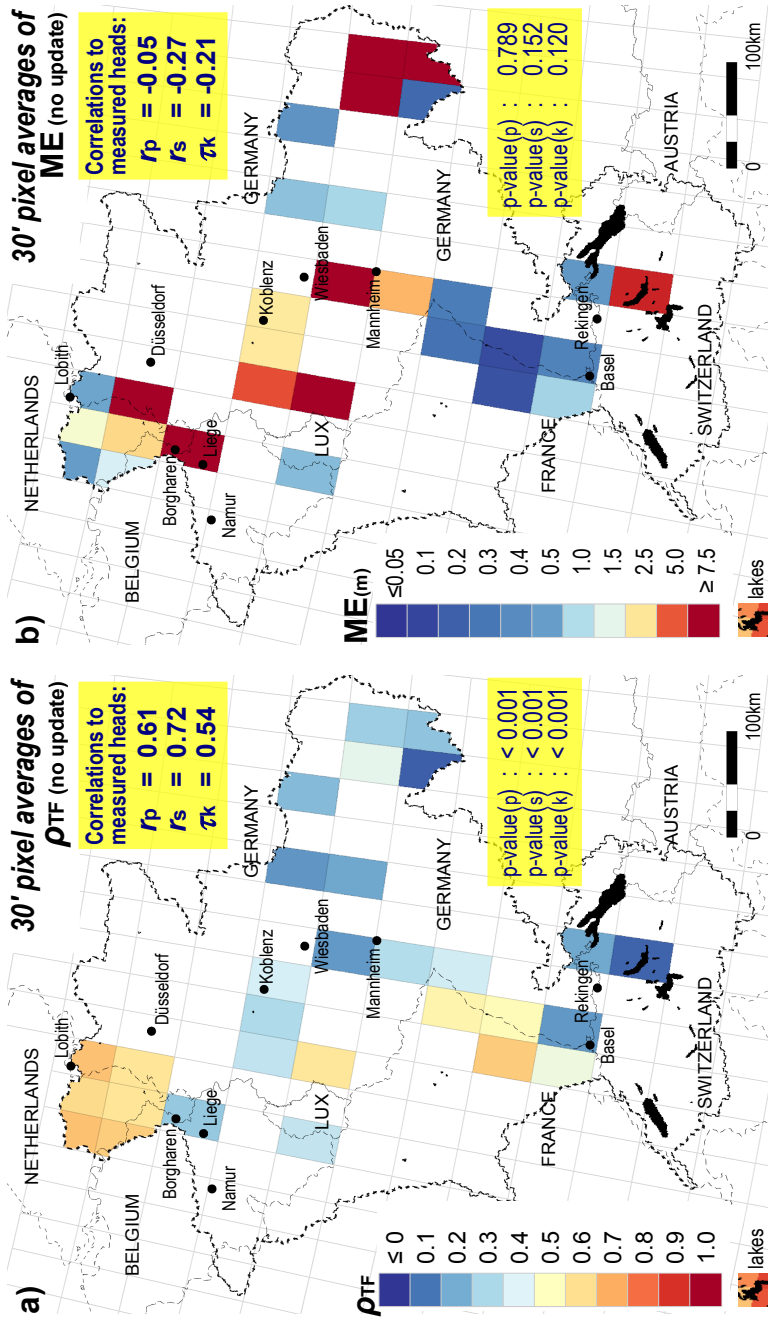 a)
30' pixel averages of
ρTF (no update)
Correlations to
measured heads:
rp = 0.61
rs = 0.72
τk = 0.54
NETHERLANDS
Lobith
Düsseldorf
BELGIUM
Borgharen
Liege
Namur
GERMANY
Koblenz
Wiesbaden
LUX
Mannheim
GERMANY
FRANCE
Rekingen
Basel
AUSTRIA
SWITZERLAND
p-value(p) : < 0.001
p-value(s) : < 0.001
p-value(k) : < 0.001
ρTF
≤ 0
0.1
0.2
0.3
0.4
0.5
0.6
0.7
0.8
0.9
1.0
lakes
0 100km
b)
30' pixel averages of
ME (no update)
Correlations to
measured heads:
rp = -0.05
rs = -0.27
τk = -0.21
NETHERLANDS
Lobith
Düsseldorf
BELGIUM
Borgharen
Liege
Namur
GERMANY
Koblenz
Wiesbaden
LUX
Mannheim
GERMANY
FRANCE
Rekingen
Basel
AUSTRIA
SWITZERLAND
p-value(p) : 0.789
p-value(s) : 0.152
p-value(k) : 0.120
ME(m)
≤0.05
0.1
0.2
0.3
0.5
1.0
1.5
2.5
5.0
≥ 7.5
lakes
0 100km